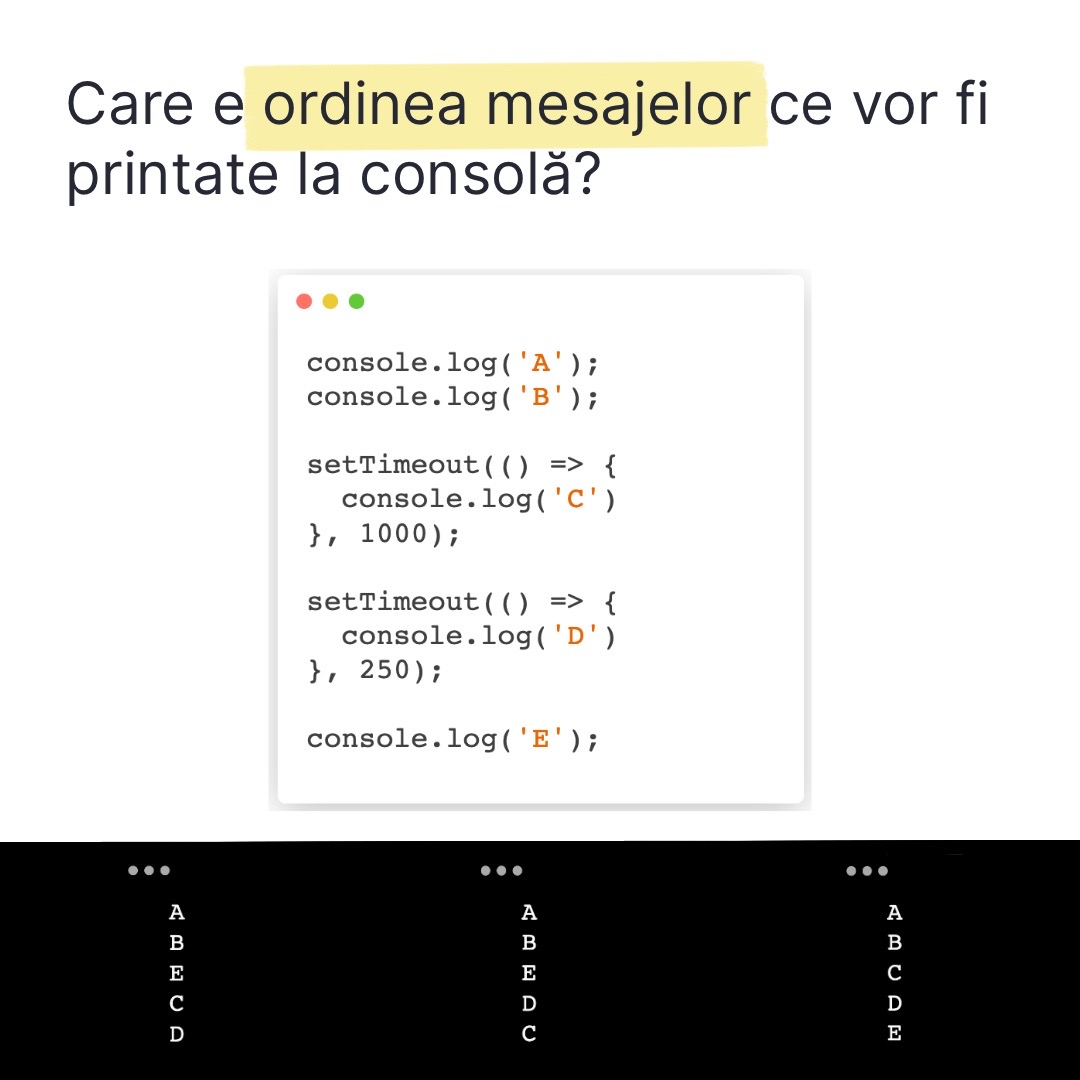 Care e ordinea mesajelor ce vor fi
printate la consolă?
console.log('A');
console.log('B');
setTimeout(() => {
  console.log('C')
}, 1000);
setTimeout(() => {
  console.log('D')
}, 250);
console.log('E');
A
B
E
C
D
A
B
E
D
C
A
B
C
D
E